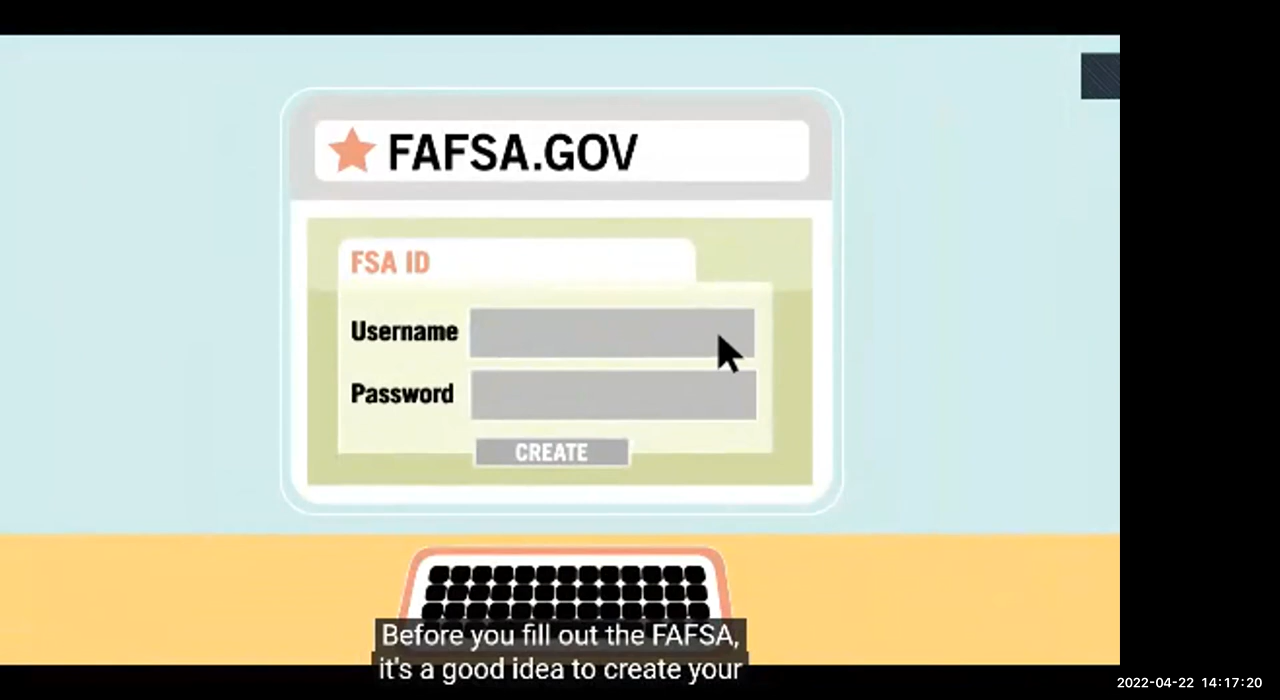 FAFSA.GOV
FSA ID
Username
Password
CREATE
Before you fill out the FAFSA,
it's a good idea to create your
2022-04-22 14:17:20